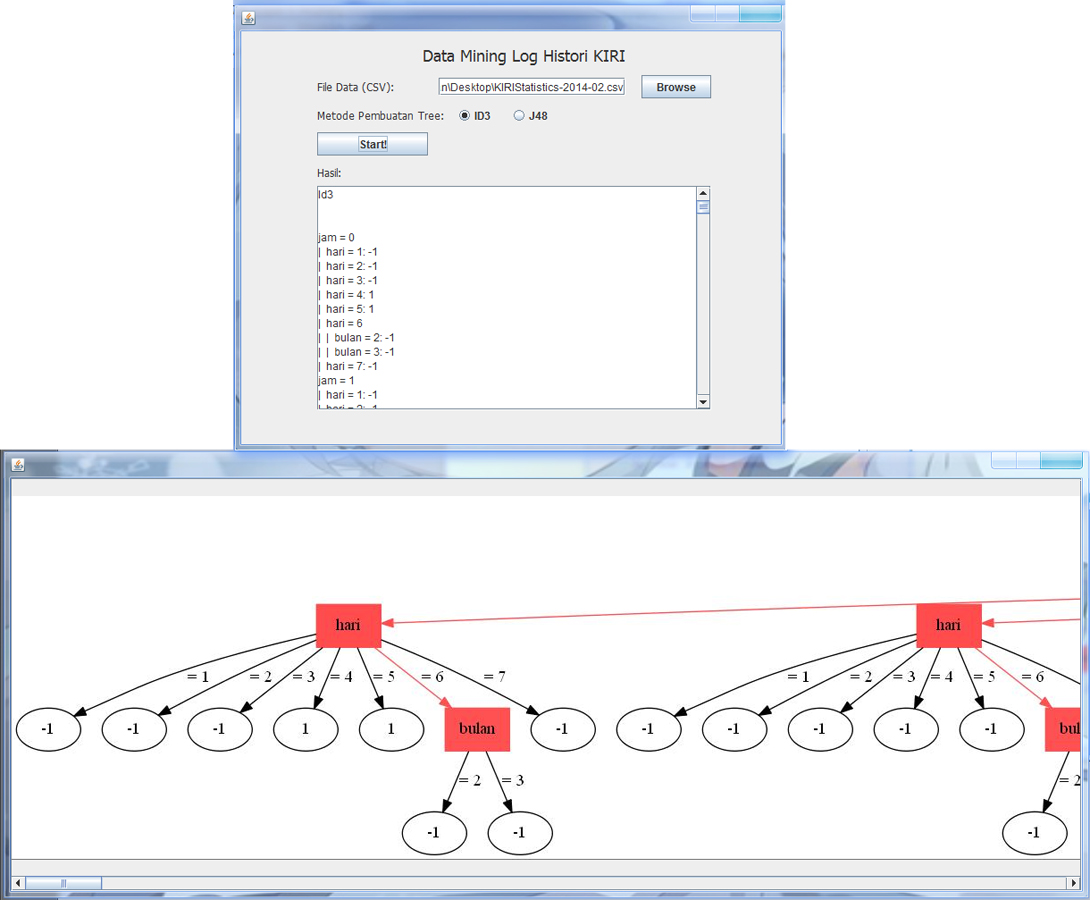 Data Mining Log Histori KIRI
File Data (CSV): n\Desktop\KIRIStatistics-2014-02.csv Browse
Metode Pembuatan Tree: ID3 J48
Start!
Hasil:
Id3
jam = 0
| hari = 1: -1
| hari = 2: -1
| hari = 3: -1
| hari = 4: 1
| hari = 5: 1
| hari = 6
| | bulan = 2: -1
| | bulan = 3: -1
| hari = 7: -1
jam = 1
| hari = 1: -1
| hari = 2: -1
hari hari
= 1 = 2 = 3 = 4 = 5 = 6 = 7 = 1 = 2 = 3 = 4 = 5 = 6
-1 -1 -1 1 1 bulan -1 -1 -1 -1 -1 -1 bul
= 2 = 3 = 2
-1 -1 -1